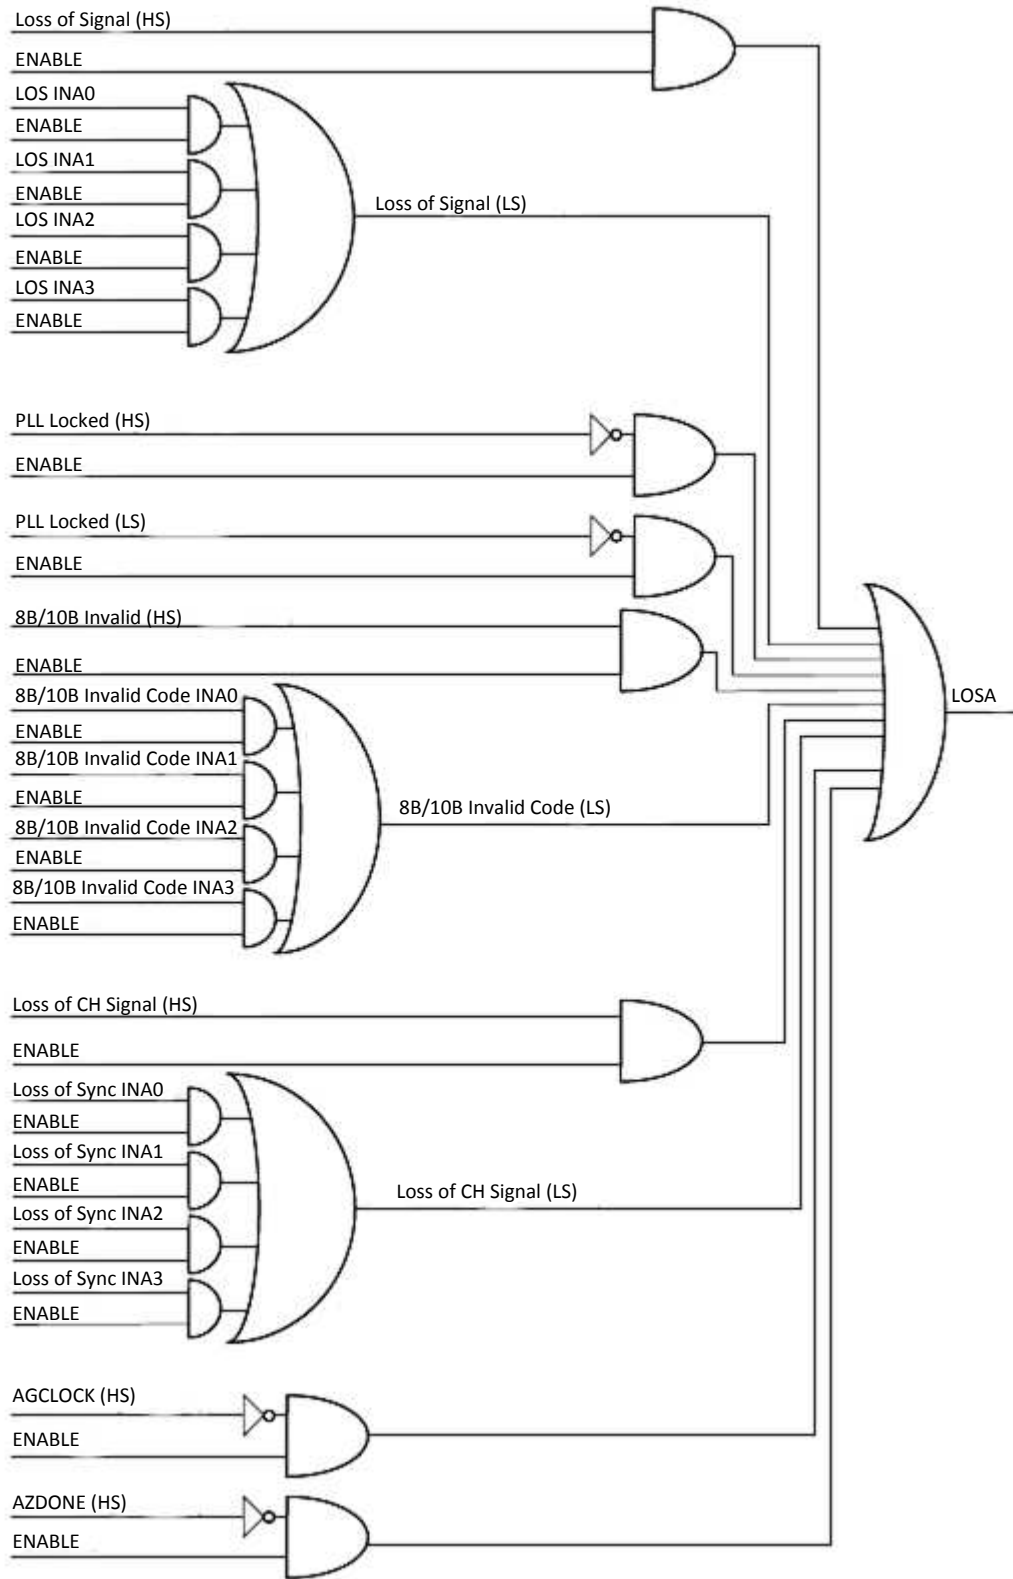 Loss of Signal (HS)
ENABLE
LOS INA0
ENABLE
LOS INA1
ENABLE
LOS INA2
ENABLE
LOS INA3
ENABLE
Loss of Signal (LS)
PLL Locked (HS)
ENABLE
PLL Locked (LS)
ENABLE
8B/10B Invalid (HS)
ENABLE
8B/10B Invalid Code INA0
ENABLE
8B/10B Invalid Code INA1
ENABLE
8B/10B Invalid Code INA2
ENABLE
8B/10B Invalid Code INA3
ENABLE
8B/10B Invalid Code (LS)
LOSA
Loss of CH Signal (HS)
ENABLE
Loss of Sync INA0
ENABLE
Loss of Sync INA1
ENABLE
Loss of Sync INA2
ENABLE
Loss of Sync INA3
ENABLE
Loss of CH Signal (LS)
AGCLOCK (HS)
ENABLE
AZDONE (HS)
ENABLE